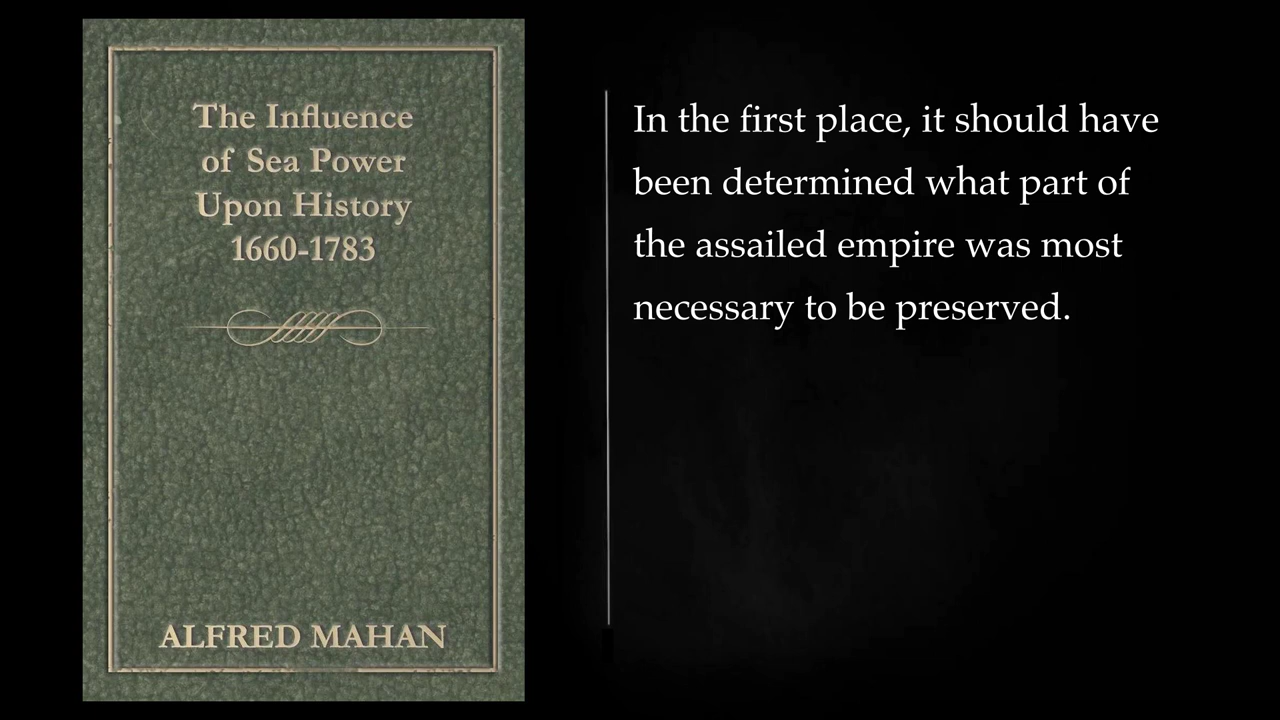 The Influence
of Sea Power
Upon History
1660-1783
ALFRED MAHAN
In the first place, it should have
been determined what part of
the assailed empire was most
necessary to be preserved.